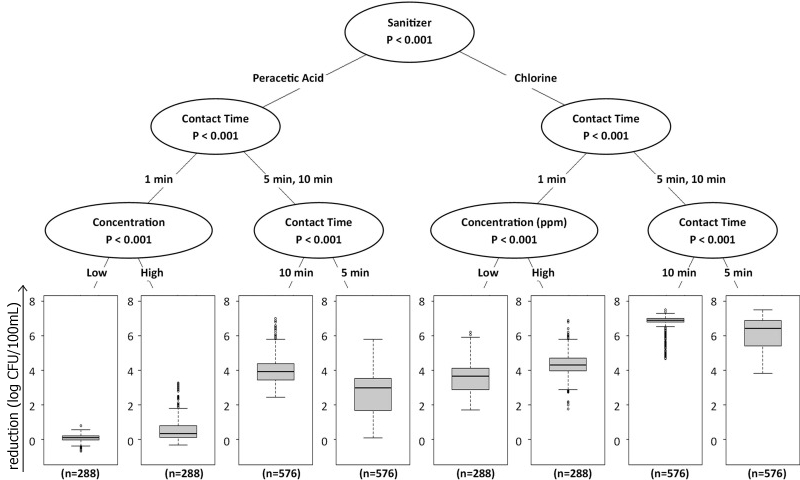 Sanitizer
P < 0.001
Peracetic Acid
Chlorine
Contact Time
P < 0.001
Contact Time
P < 0.001
1 min
5 min, 10 min
1 min
5 min, 10 min
Concentration
P < 0.001
Contact Time
P < 0.001
Concentration (ppm)
P < 0.001
Contact Time
P < 0.001
Low
High
10 min
5 min
Low
High
10 min
5 min
reduction (log CFU/100mL)
8
6
4
2
0
8
6
4
2
0
8
6
4
2
0
8
6
4
2
0
8
6
4
2
0
8
6
4
2
0
8
6
4
2
0
8
6
4
2
0
(n=288)
(n=288)
(n=576)
(n=576)
(n=288)
(n=288)
(n=576)
(n=576)